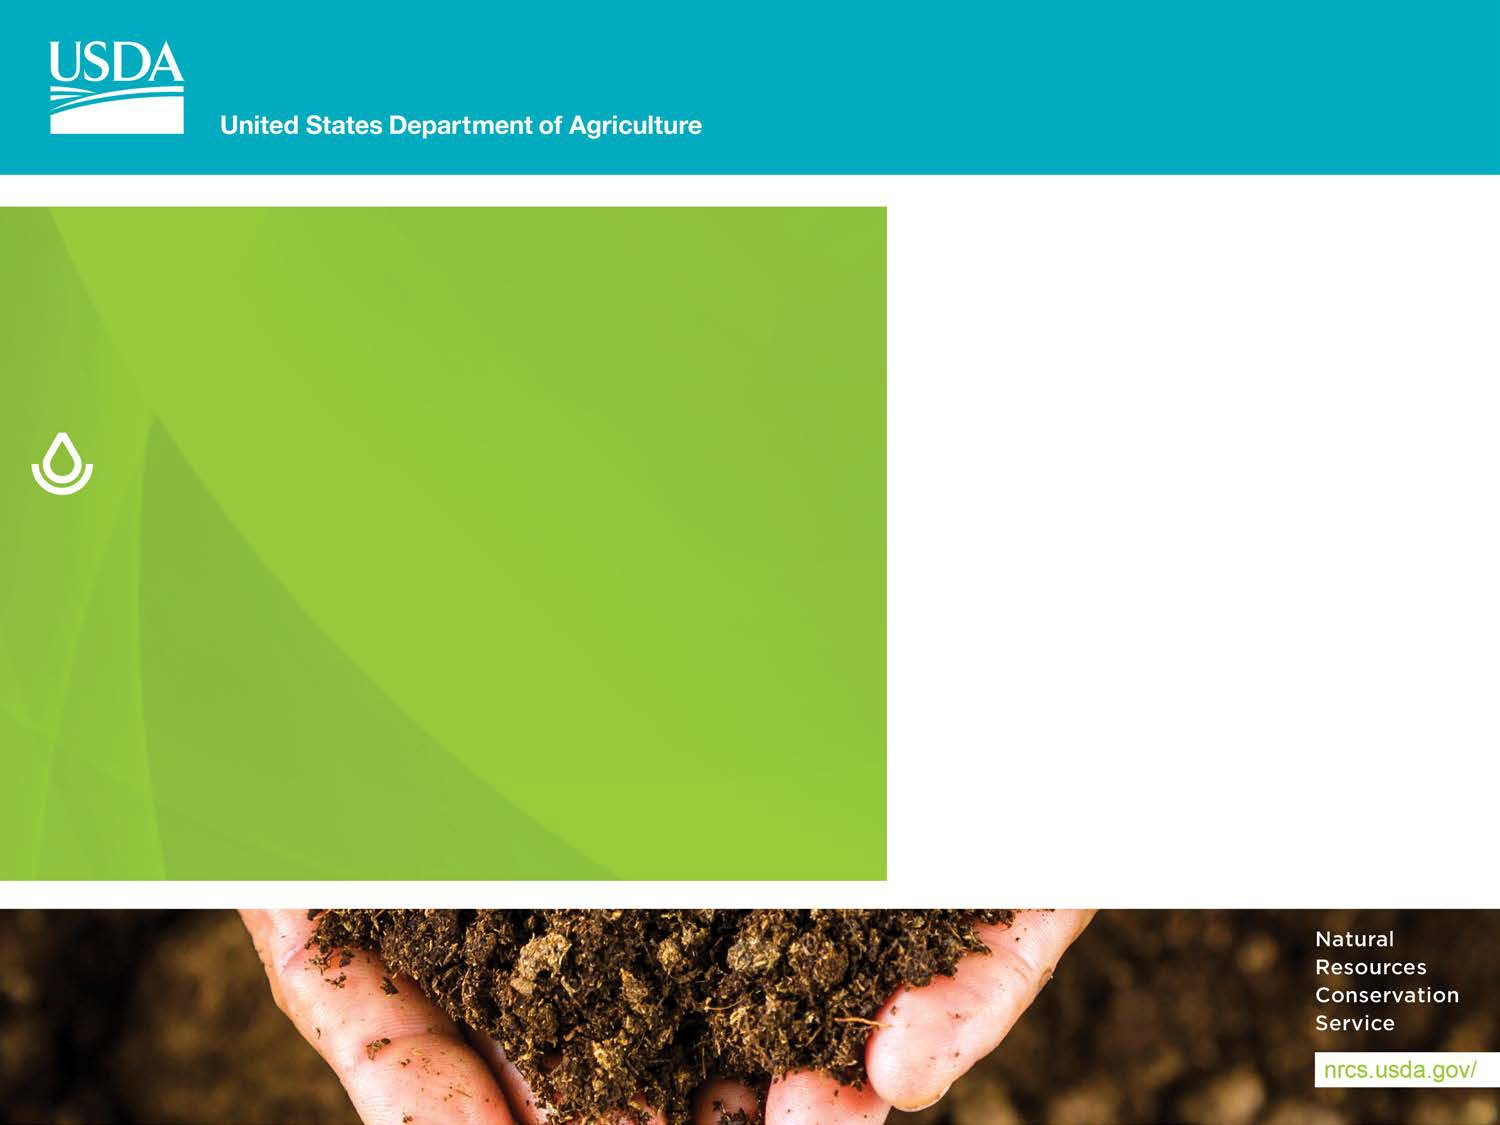 USDA
United States Department of Agriculture
Natural
Resources
Conservation
Service
nrcs.usda.gov/